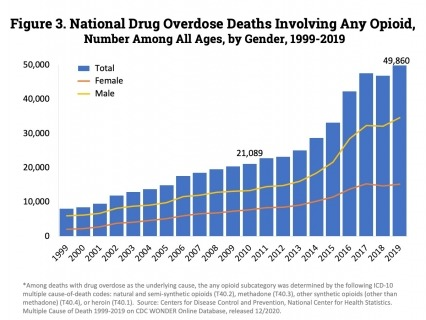 Figure 3. National Drug Overdose Deaths Involving Any Opioid,
Number Among All Ages, by Gender, 1999-2019
49,860
50,000
Total
Female
Male
40,000
30,000
21,089
20,000
10,000
0
1999 2000 2001 2002 2003 2004 2005 2006 2007 2008 2009 2010 2011 2012 2013 2014 2015 2016 2017 2018 2019
*Among deaths with drug overdose as the underlying cause, the any opioid subcategory was determined by the following ICD-10
multiple cause-of-death codes: natural and semi-synthetic opioids (T40.2), methadone (T40.3), other synthetic opioids (other than
methadone) (T40.4), or heroin (T40.1). Source: Centers for Disease Control and Prevention, National Center for Health Statistics.
Multiple Cause of Death 1999-2019 on CDC WONDER Online Database, released 12/2020.